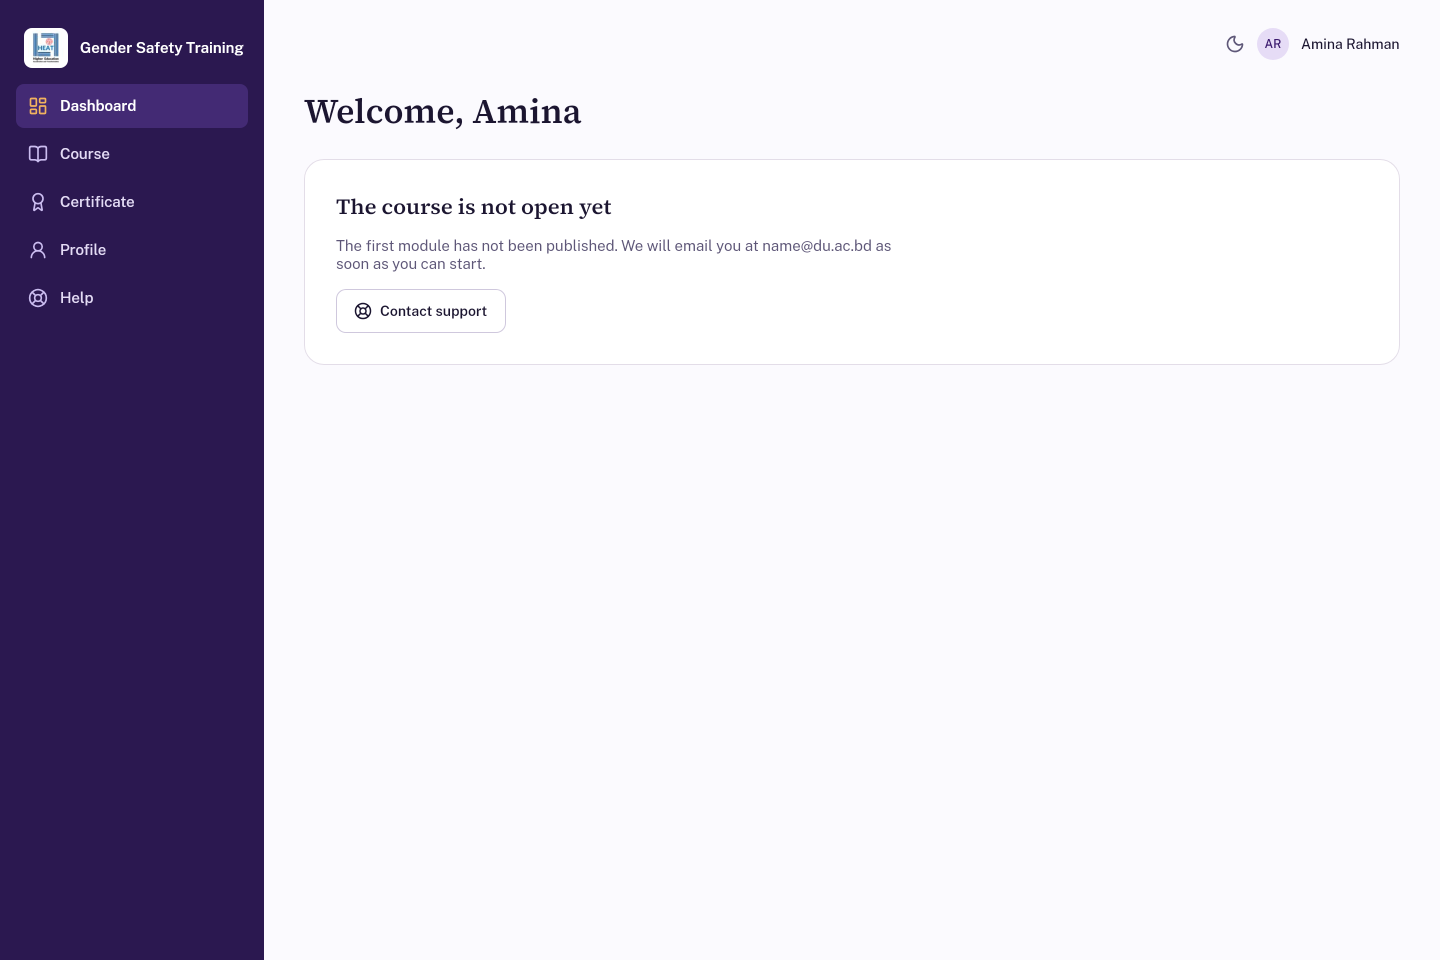 HEAT
Gender Safety Training
Dashboard
Course
Certificate
Profile
Help
AR
Amina Rahman
Welcome, Amina
The course is not open yet
The first module has not been published. We will email you at name@du.ac.bd as
soon as you can start.
Contact support